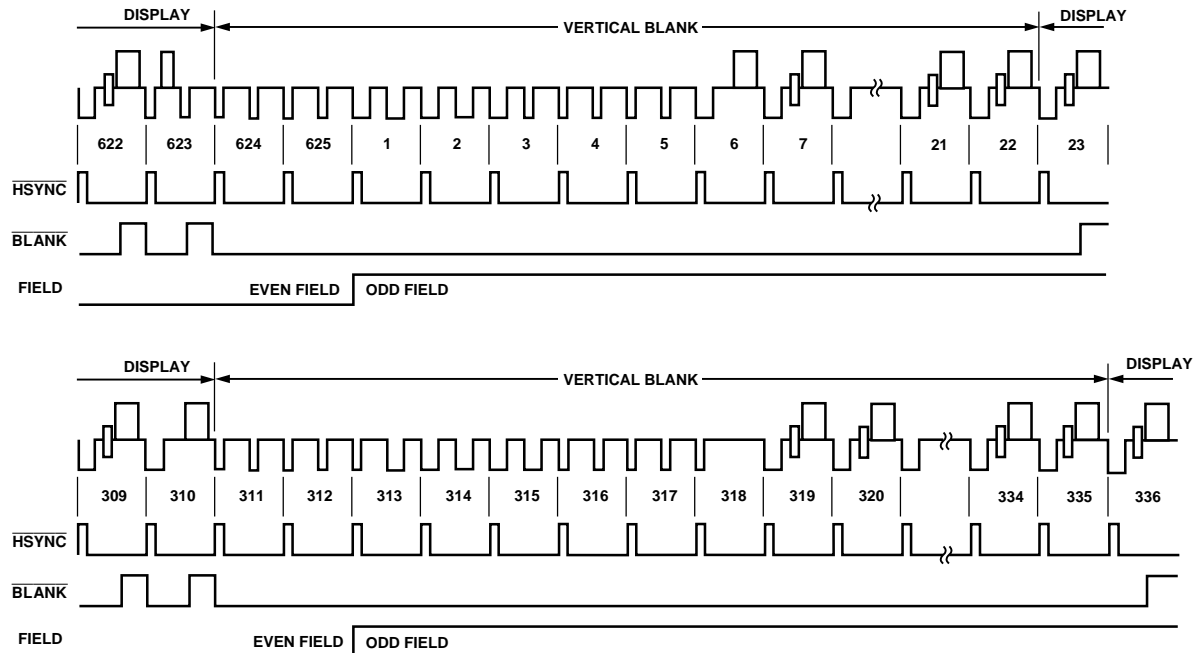 DISPLAY VERTICAL BLANK DISPLAY
622 623 624 625 1 2 3 4 5 6 7 21 22 23
HSYNC
BLANK
FIELD EVEN FIELD ODD FIELD
DISPLAY VERTICAL BLANK DISPLAY
309 310 311 312 313 314 315 316 317 318 319 320 334 335 336
HSYNC
BLANK
FIELD EVEN FIELD ODD FIELD